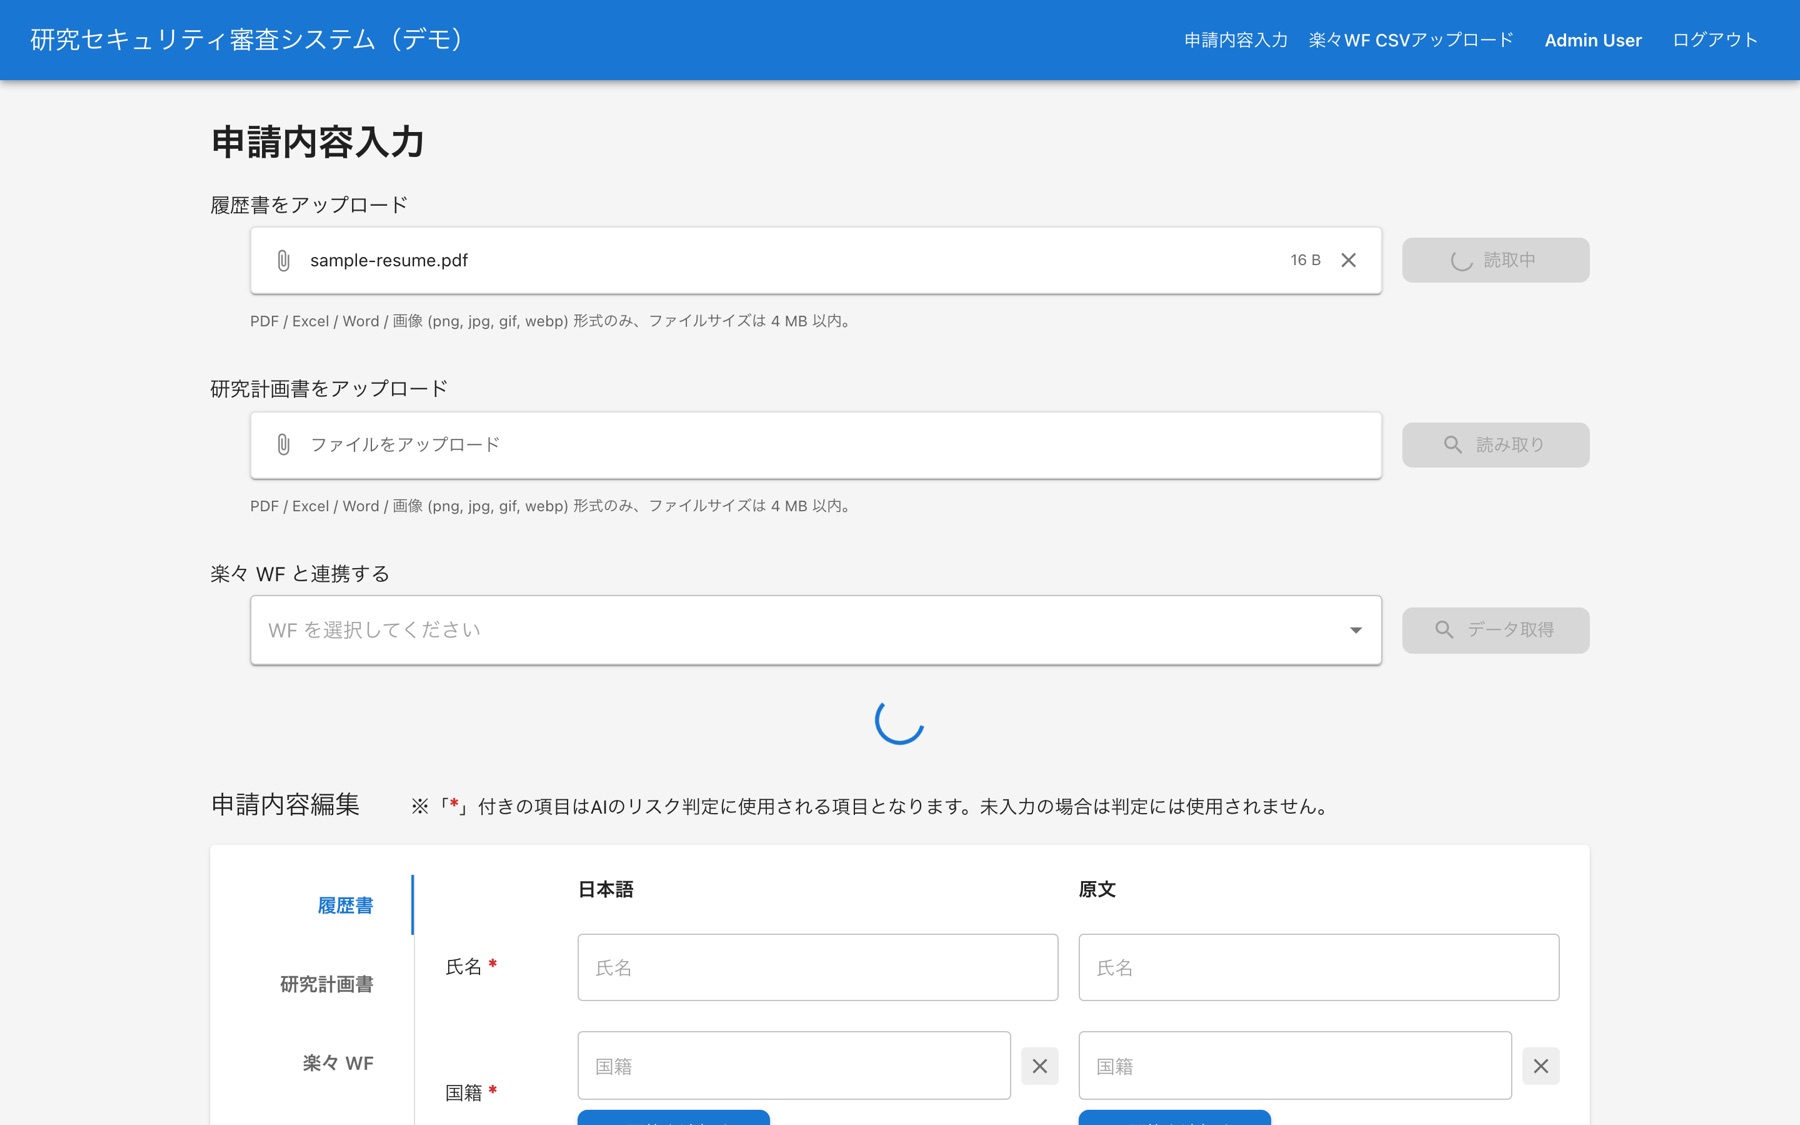 研究セキュリティ審査システム（デモ）
申請内容入力 楽々WF CSVアップロード Admin User ログアウト
申請内容入力
履歴書をアップロード
sample-resume.pdf 16 B
読取中
PDF / Excel / Word / 画像 (png, jpg, gif, webp) 形式のみ、ファイルサイズは 4 MB 以内。
研究計画書をアップロード
ファイルをアップロード
読み取り
PDF / Excel / Word / 画像 (png, jpg, gif, webp) 形式のみ、ファイルサイズは 4 MB 以内。
楽々 WF と連携する
WF を選択してください
データ取得
申請内容編集 ※「*」付きの項目はAIのリスク判定に使用される項目となります。未入力の場合は判定には使用されません。
履歴書
研究計画書
楽々 WF
日本語 原文
氏名 * 氏名 氏名
国籍 * 国籍 国籍